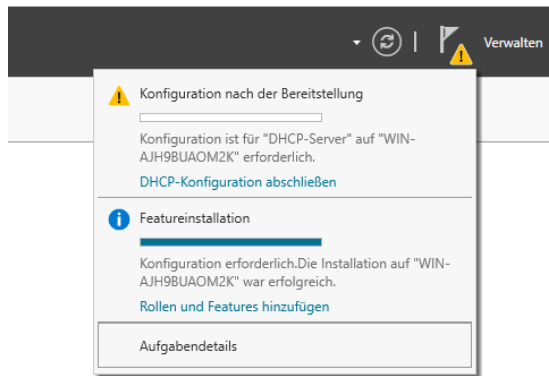 Verwalten
Konfiguration nach der Bereitstellung
Konfiguration ist für "DHCP-Server" auf "WIN-
AJH9BUAOM2K" erforderlich.
DHCP-Konfiguration abschließen
Featureinstallation
Konfiguration erforderlich.Die Installation auf "WIN-
AJH9BUAOM2K" war erfolgreich.
Rollen und Features hinzufügen
Aufgabendetails